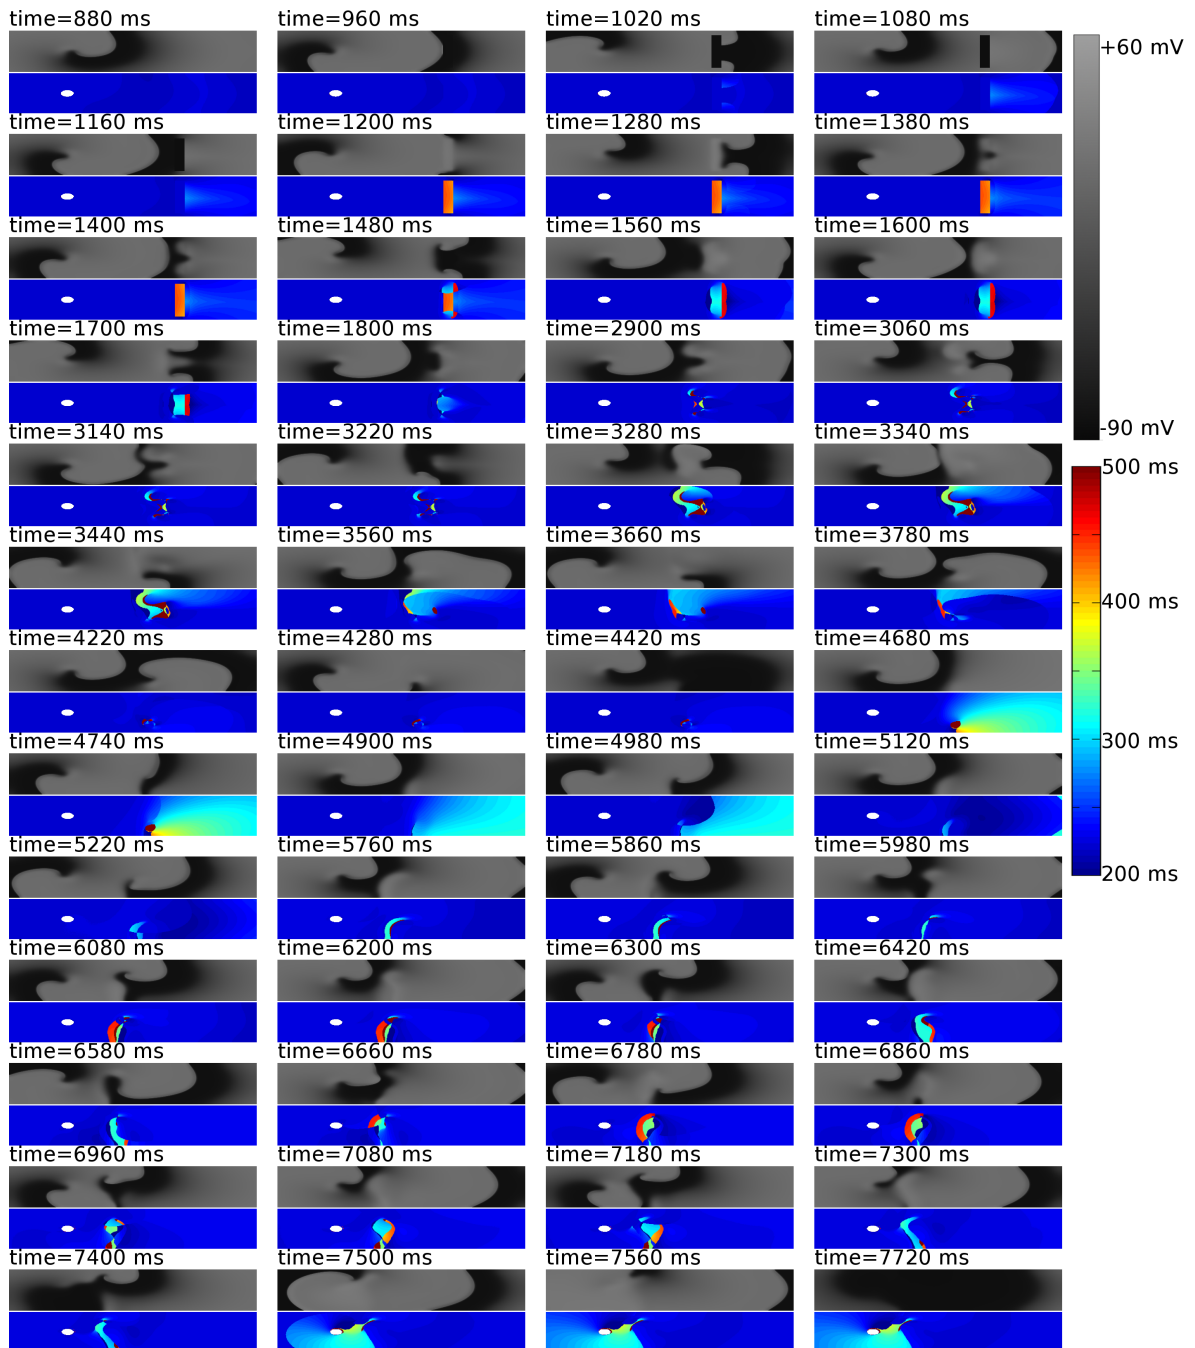 time=880 ms time=960 ms time=1020 ms time=1080 ms
+60 mV
time=1160 ms time=1200 ms time=1280 ms time=1380 ms
time=1400 ms time=1480 ms time=1560 ms time=1600 ms
time=1700 ms time=1800 ms time=2900 ms time=3060 ms
-90 mV
time=3140 ms time=3220 ms time=3280 ms time=3340 ms
500 ms
time=3440 ms time=3560 ms time=3660 ms time=3780 ms
400 ms
time=4220 ms time=4280 ms time=4420 ms time=4680 ms
300 ms
time=4740 ms time=4900 ms time=4980 ms time=5120 ms
time=5220 ms time=5760 ms time=5860 ms time=5980 ms
200 ms
time=6080 ms time=6200 ms time=6300 ms time=6420 ms
time=6580 ms time=6660 ms time=6780 ms time=6860 ms
time=6960 ms time=7080 ms time=7180 ms time=7300 ms
time=7400 ms time=7500 ms time=7560 ms time=7720 ms